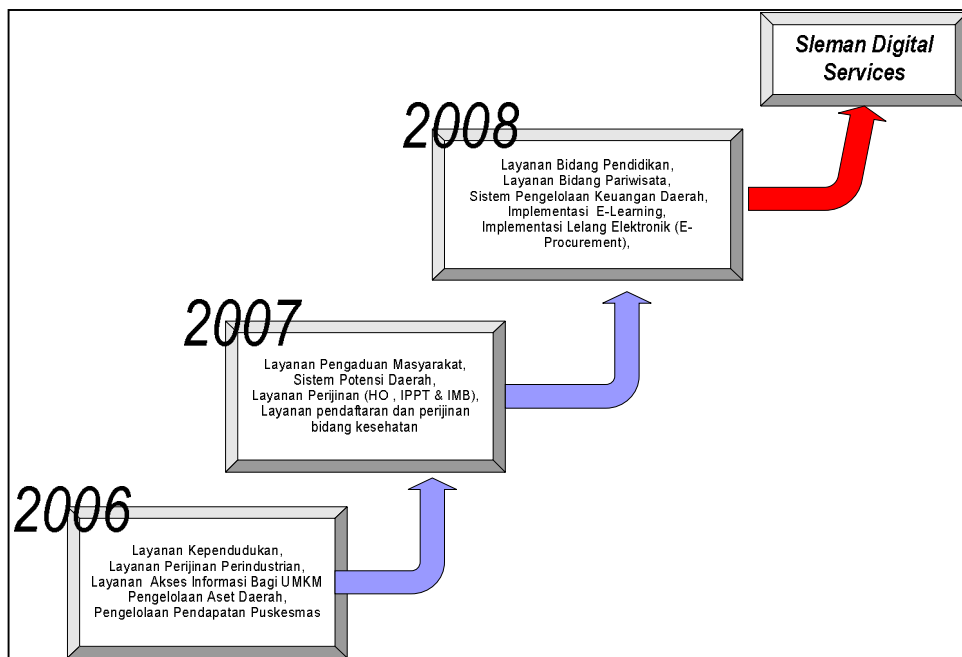 Sleman Digital
Services
2008
Layanan Bidang Pendidikan,
Layanan Bidang Pariwisata,
Sistem Pengelolaan Keuangan Daerah,
Implementasi E-Learning,
Implementasi Lelang Elektronik (E-
Procurement),
2007
Layanan Pengaduan Masyarakat,
Sistem Potensi Daerah,
Layanan Perijinan (HO , IPPT & IMB),
Layanan pendaftaran dan perijinan
bidang kesehatan
2006
Layanan Kependudukan,
Layanan Perijinan Perindustrian,
Layanan Akses Informasi Bagi UMKM
Pengelolaan Aset Daerah,
Pengelolaan Pendapatan Puskesmas